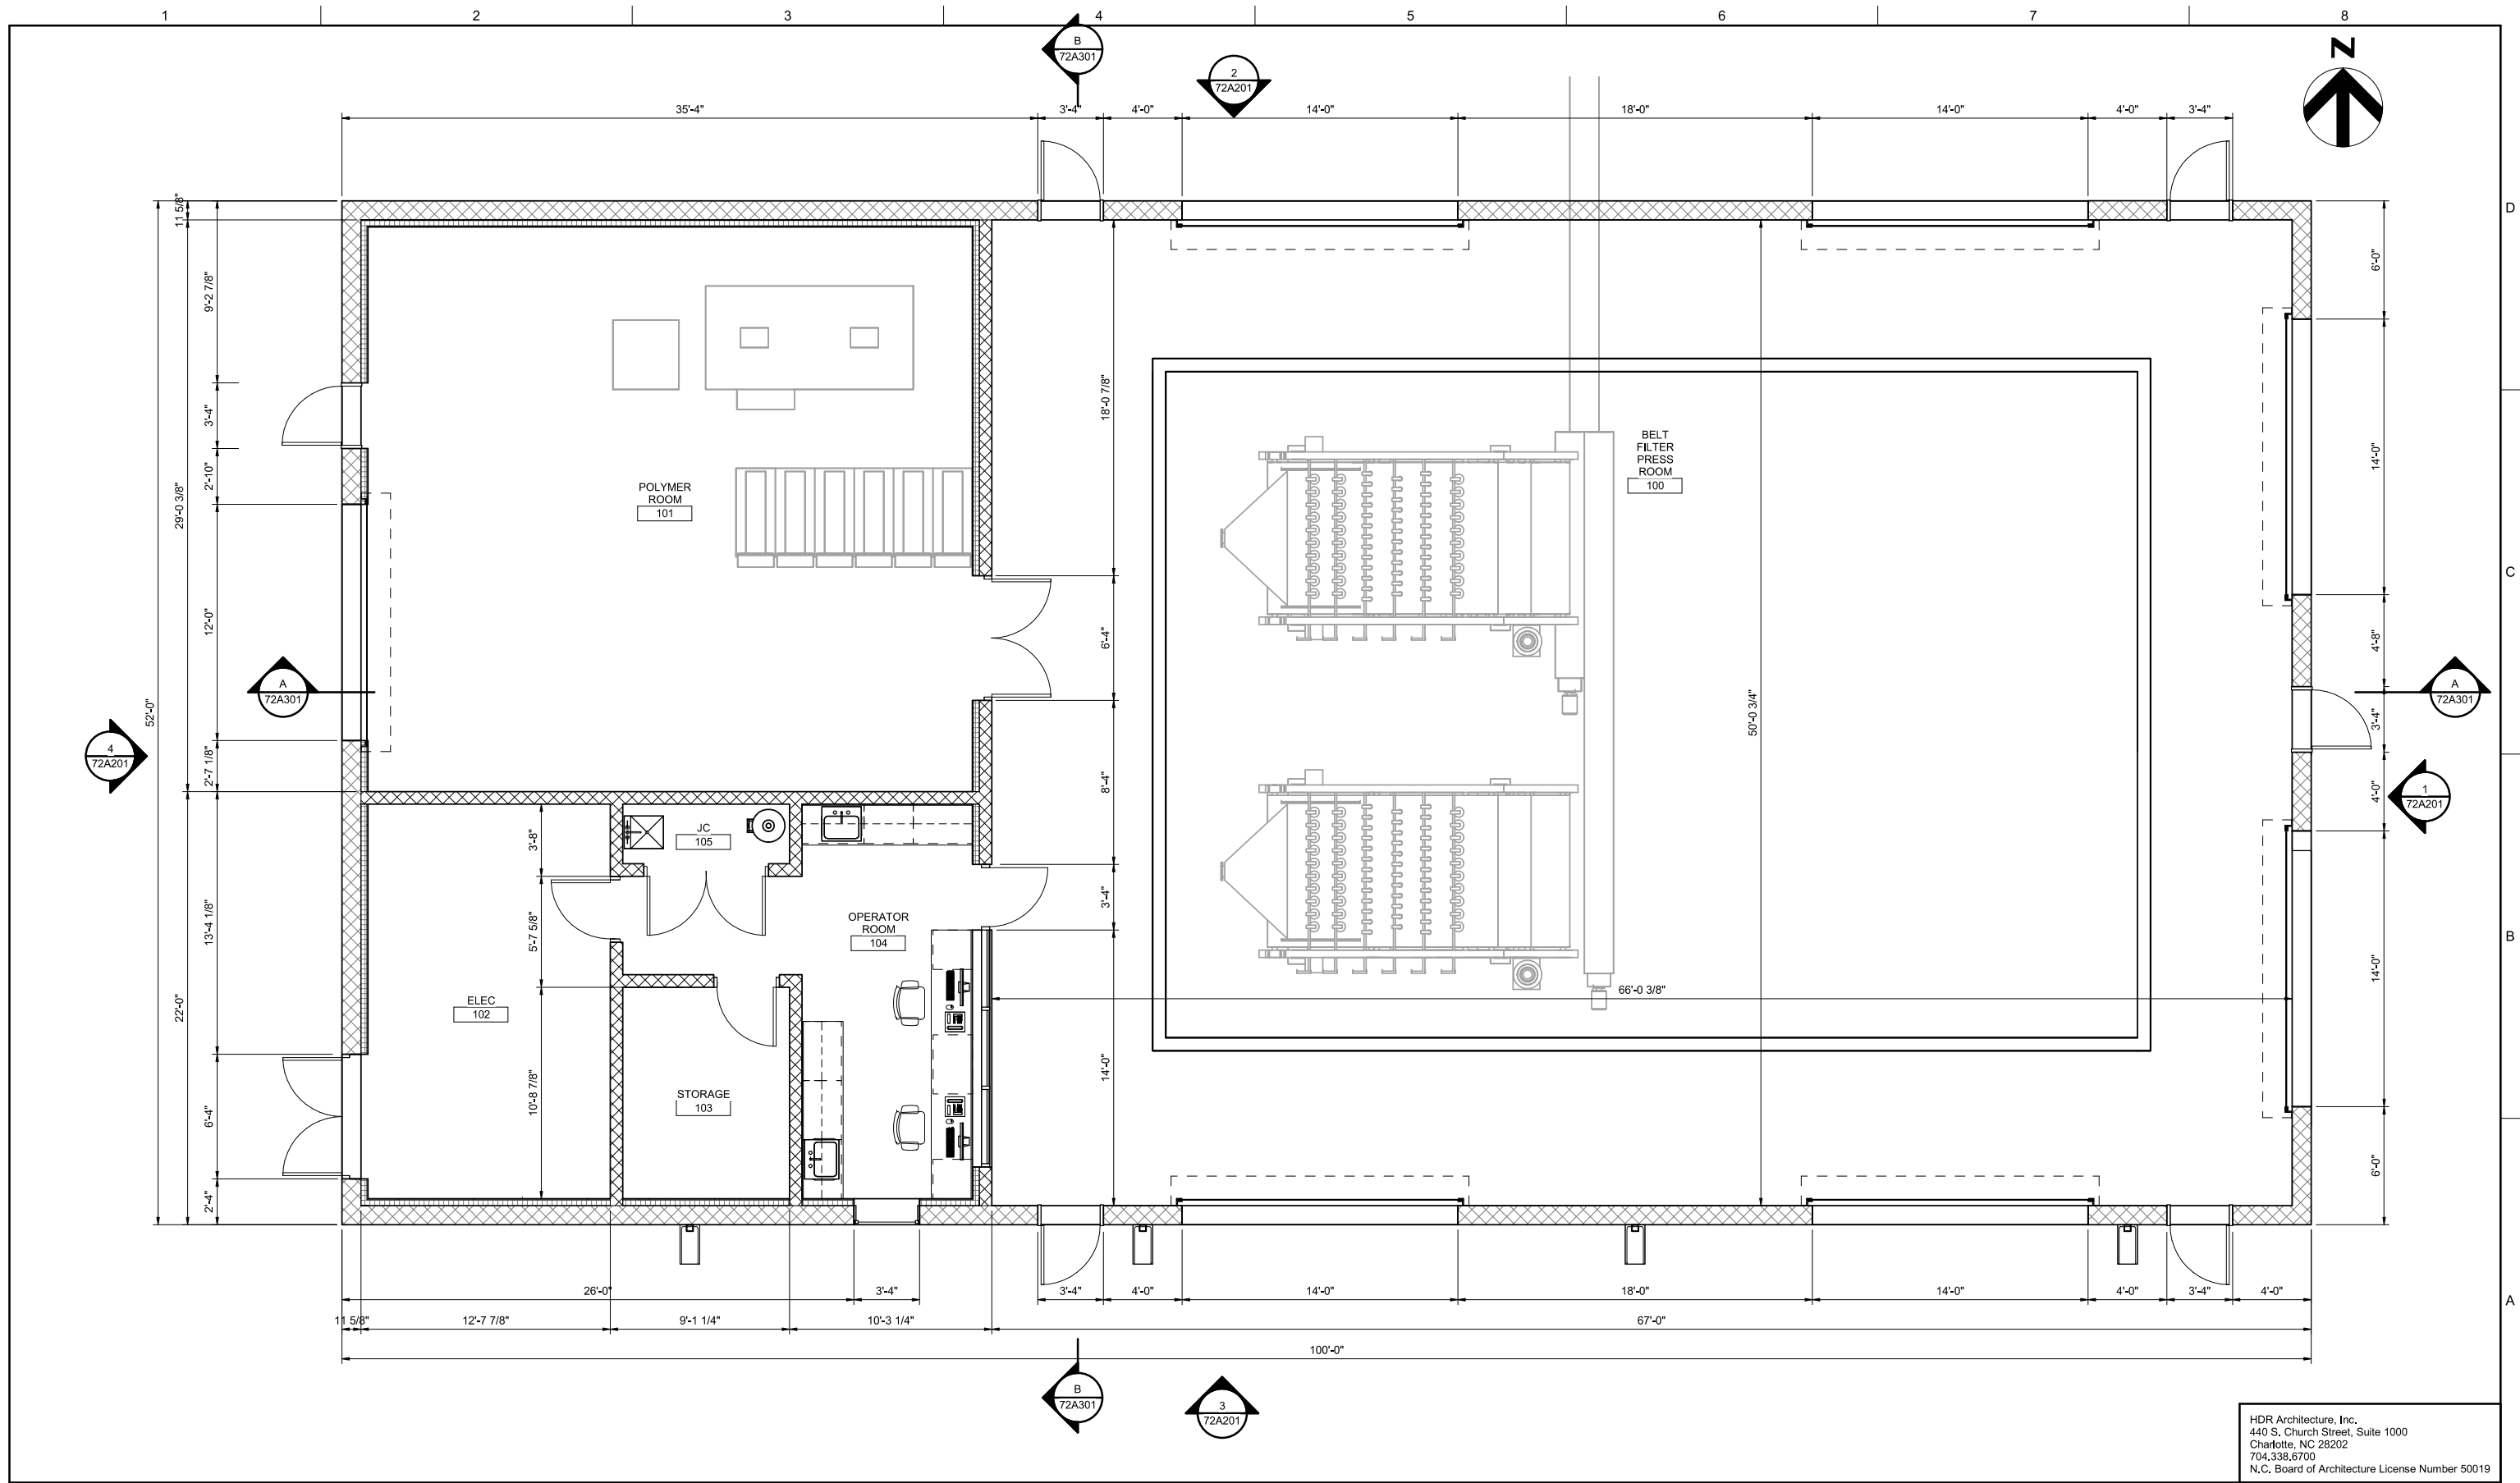 1 2 3 4 5 6 7 8
B
72A301
2
72A201
N
35'-4" 3'-4" 4'-0" 14'-0" 18'-0" 14'-0" 4'-0" 3'-4"
D
C
B
A
11 5/8"
29'-0 3/8"
22'-0"
52'-0"
9'-2 7/8"
3'-4"
2'-10"
12'-0"
2'-7 1/8"
13'-4 1/8"
6'-4"
2'-4"
A
72A301
4
72A201
POLYMER
ROOM
101
18'-0 7/8"
6'-4"
8'-4"
3'-4"
14'-0"
BELT
FILTER
PRESS
ROOM
100
50'-0 3/4"
66'-0 3/8"
6'-0"
14'-0"
4'-8"
3'-4"
4'-0"
14'-0"
6'-0"
A
72A301
1
72A201
JC
105
3'-8"
5'-7 5/8"
10'-8 7/8"
OPERATOR
ROOM
104
ELEC
102
STORAGE
103
26'-0" 3'-4" 3'-4" 4'-0" 14'-0" 18'-0" 14'-0" 4'-0" 3'-4" 4'-0"
11 5/8" 12'-7 7/8" 9'-1 1/4" 10'-3 1/4" 67'-0"
100'-0"
B
72A301
3
72A201
HDR Architecture, Inc.
440 S. Church Street, Suite 1000
Charlotte, NC 28202
704.338.6700
N.C. Board of Architecture License Number 50019